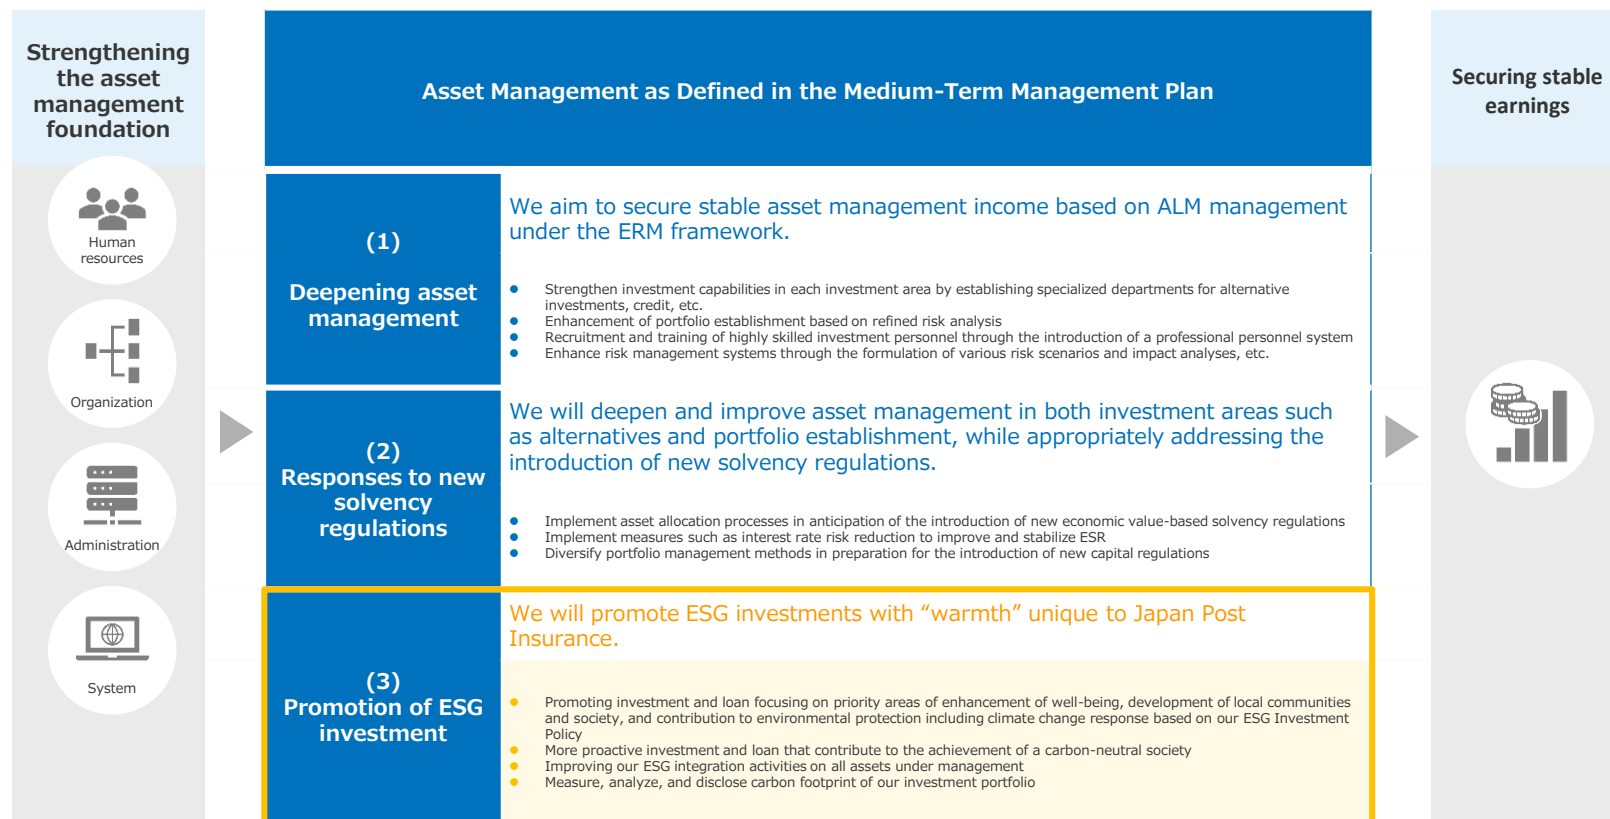 Strengthening
the asset
management
foundation
Human
resources
Organization
Administration
System
Asset Management as Defined in the Medium-Term Management Plan
(1)
Deepening asset
management
We aim to secure stable asset management income based on ALM management
under the ERM framework.
● Strengthen investment capabilities in each investment area by establishing specialized departments for alternative
investments, credit, etc.
● Enhancement of portfolio establishment based on refined risk analysis
● Recruitment and training of highly skilled investment personnel through the introduction of a professional personnel system
● Enhance risk management systems through the formulation of various risk scenarios and impact analyses, etc.
(2)
Responses to new
solvency
regulations
We will deepen and improve asset management in both investment areas such
as alternatives and portfolio establishment, while appropriately addressing the
introduction of new solvency regulations.
● Implement asset allocation processes in anticipation of the introduction of new economic value-based solvency regulations
● Implement measures such as interest rate risk reduction to improve and stabilize ESR
● Diversify portfolio management methods in preparation for the introduction of new capital regulations
(3)
Promotion of ESG
investment
We will promote ESG investments with “warmth” unique to Japan Post
Insurance.
● Promoting investment and loan focusing on priority areas of enhancement of well-being, development of local communities
and society, and contribution to environmental protection including climate change response based on our ESG Investment
Policy
● More proactive investment and loan that contribute to the achievement of a carbon-neutral society
● Improving our ESG integration activities on all assets under management
● Measure, analyze, and disclose carbon footprint of our investment portfolio
Securing stable
earnings